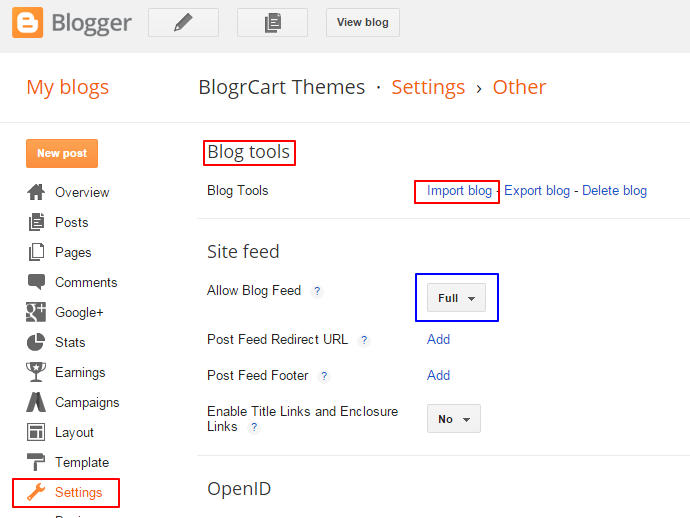 Blogger
View blog
My blogs
BlogrCart Themes · Settings › Other
New post
Overview
Posts
Pages
Comments
Google+
Stats
Earnings
Campaigns
Layout
Template
Settings
Blog tools
Blog Tools
Import blog - Export blog - Delete blog
Site feed
Allow Blog Feed ?
Full
Post Feed Redirect URL ?
Add
Post Feed Footer ?
Add
Enable Title Links and Enclosure
Links ?
No
OpenID